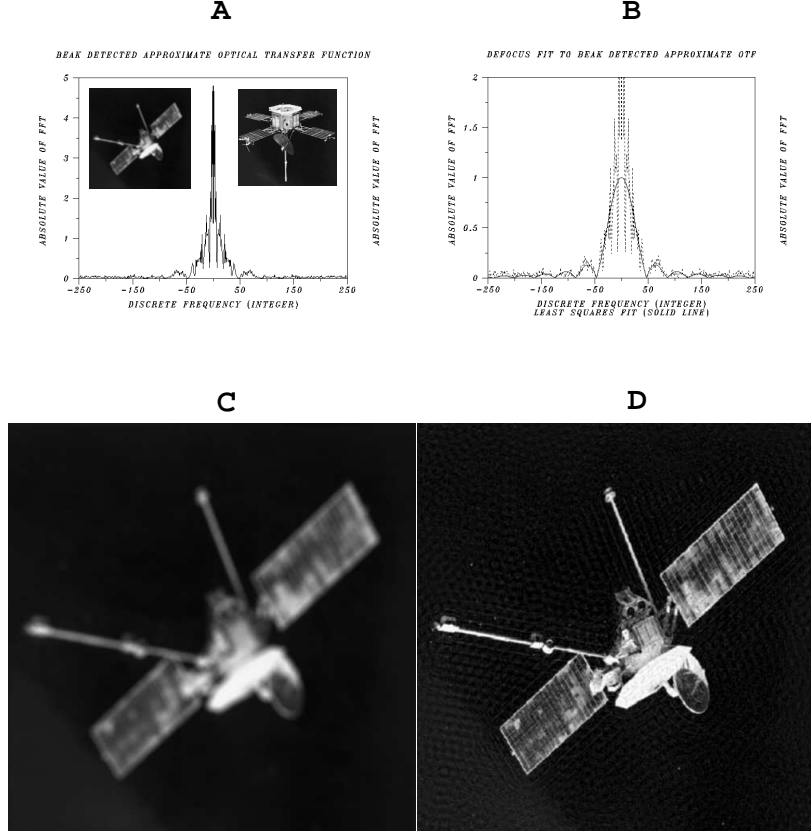 A
BEAK DETECTED APPROXIMATE OPTICAL TRANSFER FUNCTION
ABSOLUTE VALUE OF FFT
5
4
3
2
1
0
-250
-150
-50
50
150
250
DISCRETE FREQUENCY (INTEGER)
ABSOLUTE VALUE OF FFT
B
DEFOCUS FIT TO BEAK DETECTED APPROXIMATE OTF
ABSOLUTE VALUE OF FFT
2
1.5
1
0.5
0
-250
-150
-50
50
150
250
DISCRETE FREQUENCY (INTEGER)
LEAST SQUARES FIT (SOLID LINE)
ABSOLUTE VALUE OF FFT
C
D